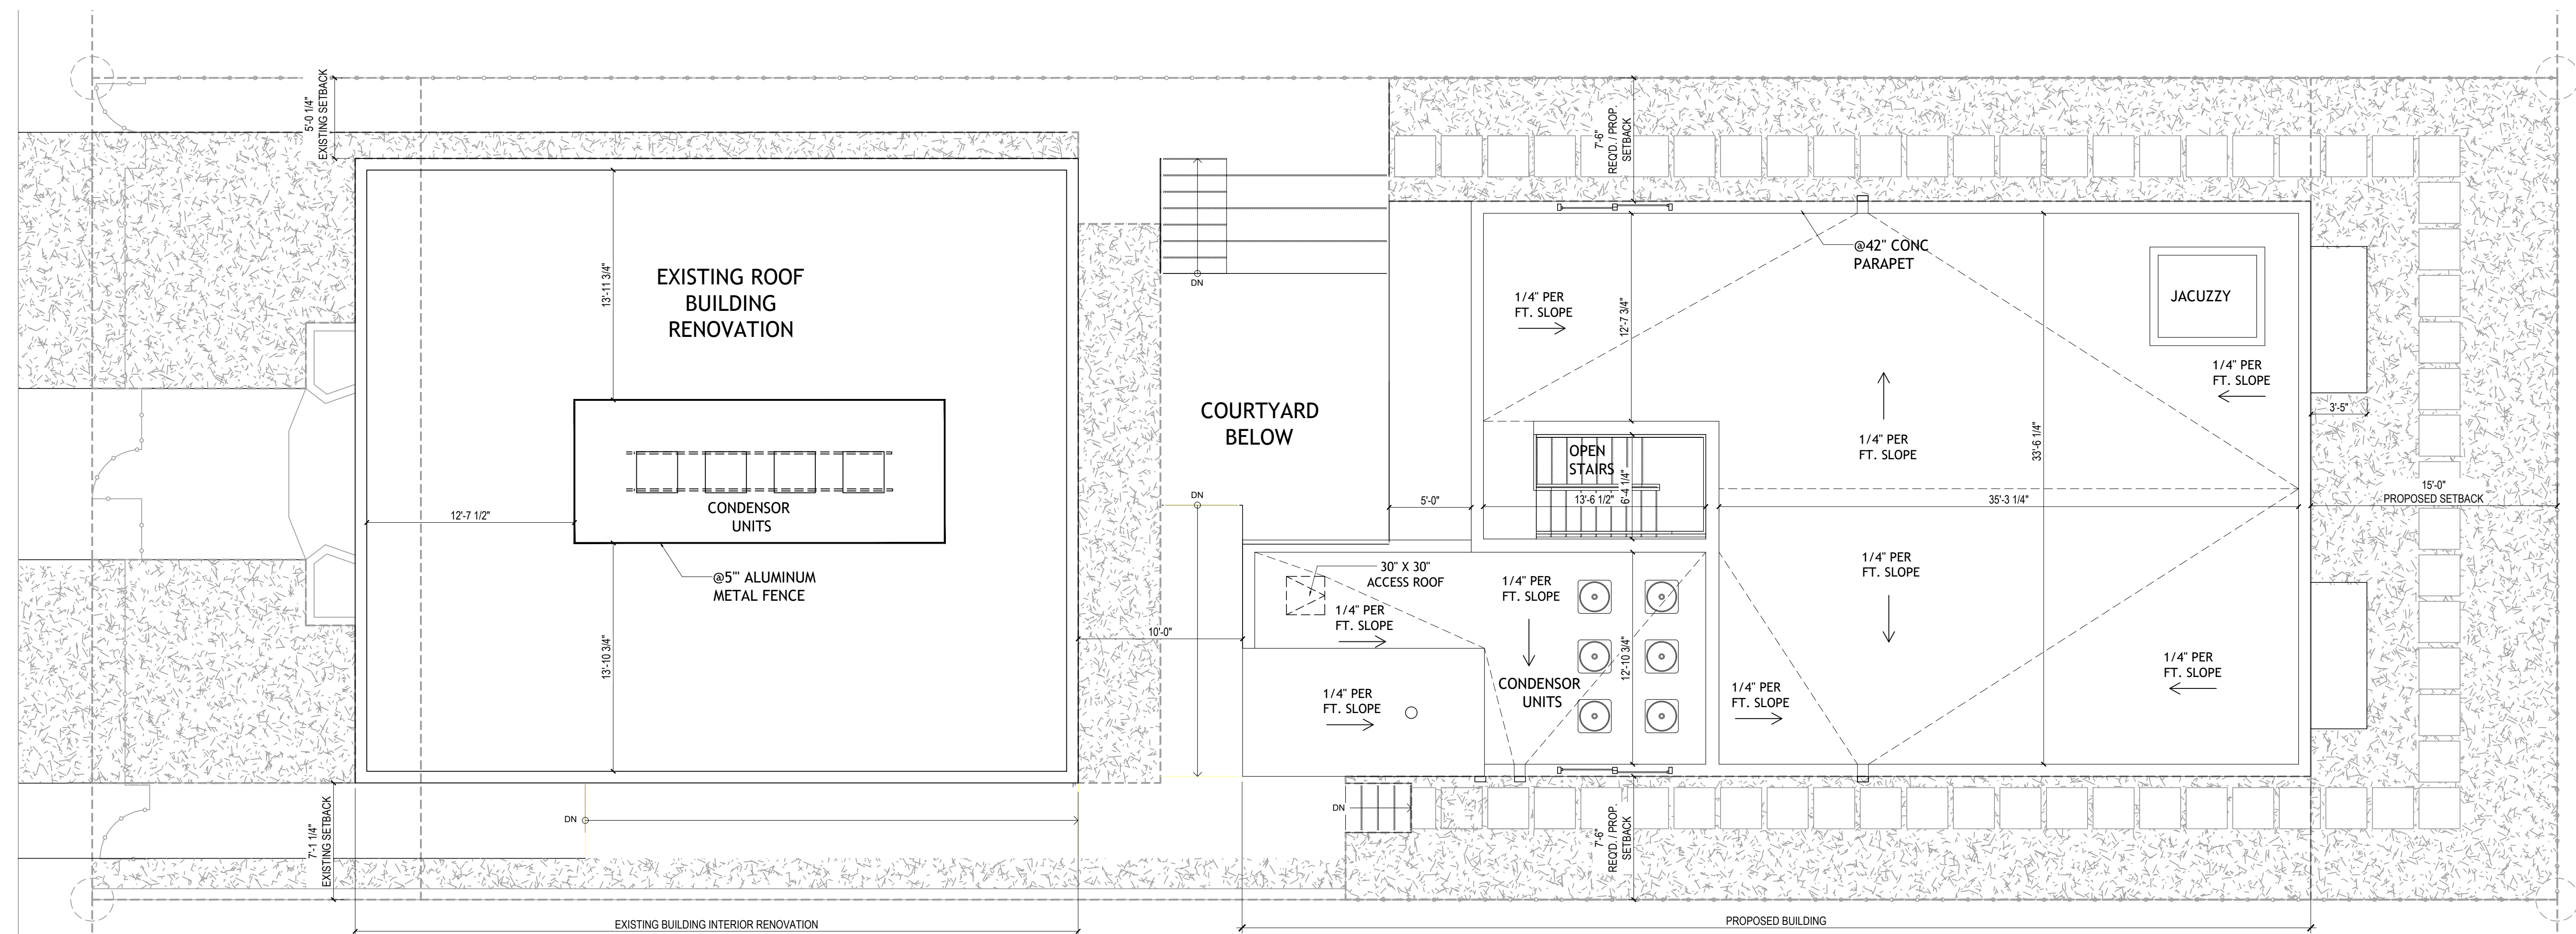 5'-0 1/4"
EXISTING SETBACK
EXISTING ROOF
BUILDING
RENOVATION
13'-11 3/4"
12'-7 1/2"
CONDENSOR
UNITS
@5'" ALUMINUM
METAL FENCE
13'-10 3/4"
7'-1 1/4"
EXISTING SETBACK
DN
EXISTING BUILDING INTERIOR RENOVATION
DN
COURTYARD
BELOW
DN
10'-0"
5'-0"
7'-6"
REQ'D. / PROP.
SETBACK
@42" CONC
PARAPET
JACUZZY
1/4" PER
FT. SLOPE
12'-7 3/4"
1/4" PER
FT. SLOPE
1/4" PER
FT. SLOPE
33'-6 1/4"
3'-5"
OPEN
STAIRS
6'-4 1/4"
13'-6 1/2"
35'-3 1/4"
15'-0"
PROPOSED SETBACK
30" X 30"
ACCESS ROOF
1/4" PER
FT. SLOPE
1/4" PER
FT. SLOPE
1/4" PER
FT. SLOPE
12'-10 3/4"
CONDENSOR
UNITS
1/4" PER
FT. SLOPE
1/4" PER
FT. SLOPE
1/4" PER
FT. SLOPE
DN
7'-6"
REQ'D. / PROP.
SETBACK
PROPOSED BUILDING